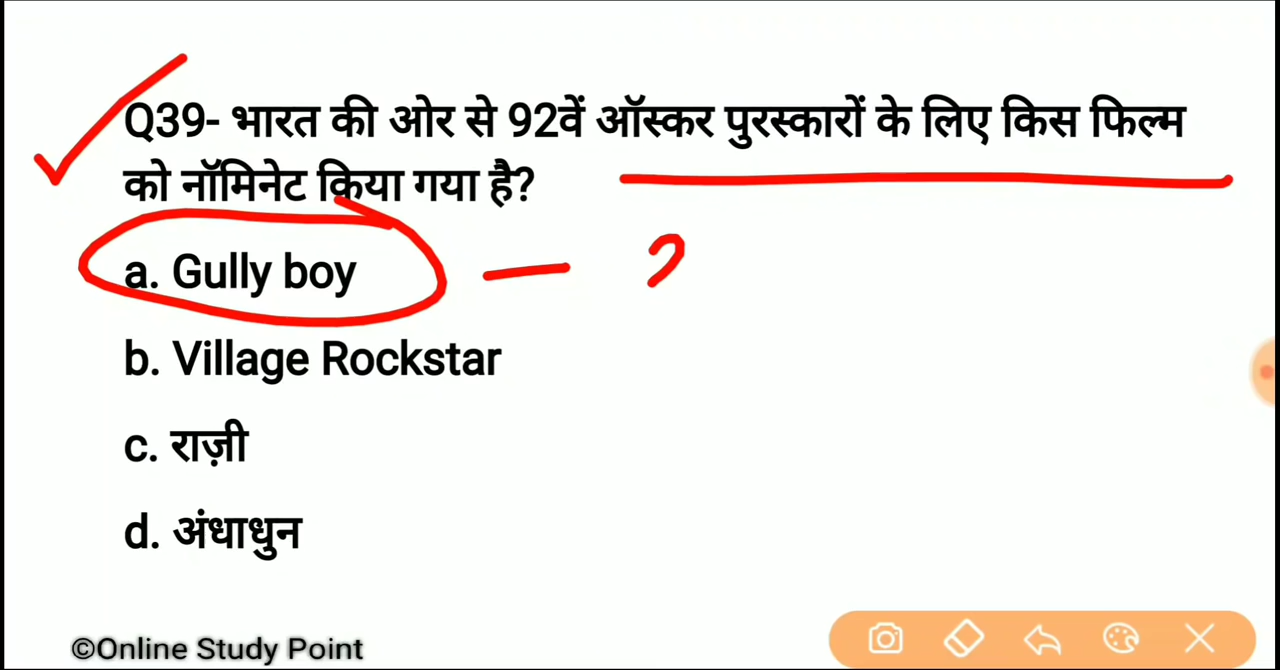 Q39- भारत की ओर से 92वें ऑस्कर पुरस्कारों के लिए किस फिल्म
को नॉमिनेट किया गया है?
a. Gully boy
b. Village Rockstar
c. राज़ी
d. अंधाधुन
©Online Study Point